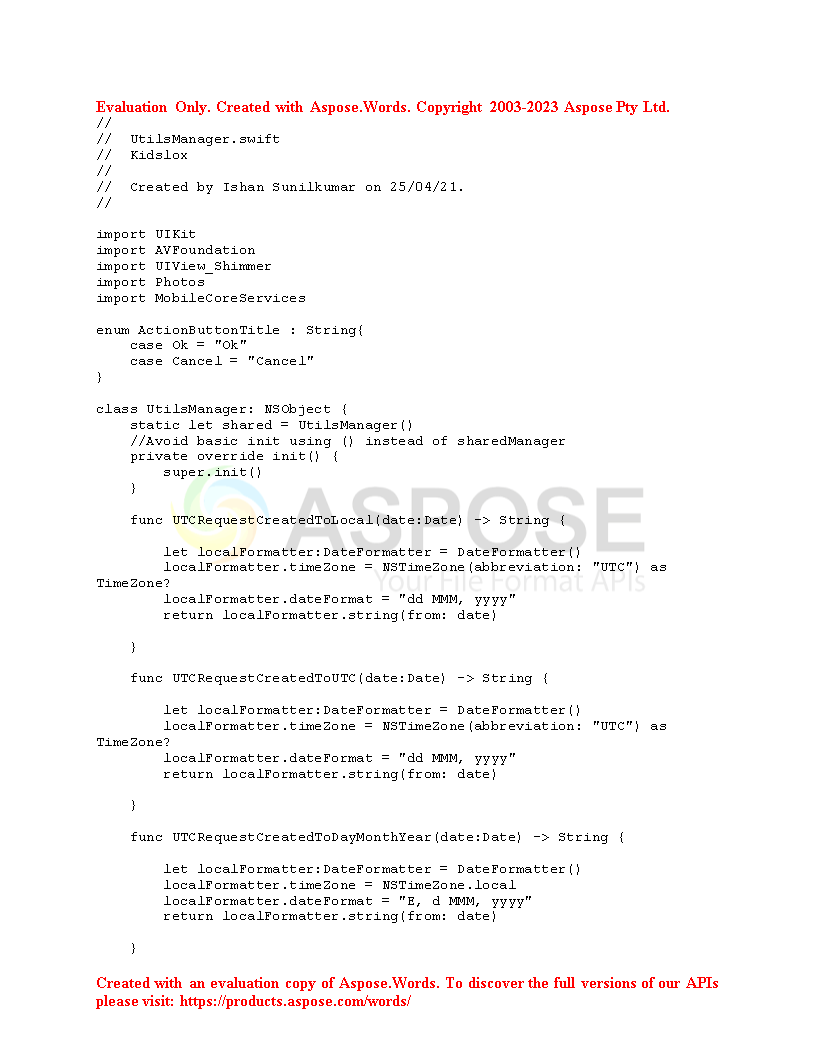 Evaluation Only. Created with Aspose.Words. Copyright 2003-2023 Aspose Pty Ltd.
//
//  UtilsManager.swift
//  Kidslox
//
//  Created by Ishan Sunilkumar on 25/04/21.
//
import UIKit
import AVFoundation
import UIView_Shimmer
import Photos
import MobileCoreServices
enum ActionButtonTitle : String{
    case Ok = "Ok"
    case Cancel = "Cancel"
}
class UtilsManager: NSObject {
    static let shared = UtilsManager()
    //Avoid basic init using () instead of sharedManager
    private override init() {
        super.init()
    }
ASPOSE
    func UTCRequestCreatedToLocal(date:Date) -> String {
        let localFormatter:DateFormatter = DateFormatter()
        localFormatter.timeZone = NSTimeZone(abbreviation: "UTC") as
TimeZone?
Your File Format APIs
        localFormatter.dateFormat = "dd MMM, yyyy"
        return localFormatter.string(from: date)
    }
    func UTCRequestCreatedToUTC(date:Date) -> String {
        let localFormatter:DateFormatter = DateFormatter()
        localFormatter.timeZone = NSTimeZone(abbreviation: "UTC") as
TimeZone?
        localFormatter.dateFormat = "dd MMM, yyyy"
        return localFormatter.string(from: date)
    }
    func UTCRequestCreatedToDayMonthYear(date:Date) -> String {
        let localFormatter:DateFormatter = DateFormatter()
        localFormatter.timeZone = NSTimeZone.local
        localFormatter.dateFormat = "E, d MMM, yyyy"
        return localFormatter.string(from: date)
    }
Created with an evaluation copy of Aspose.Words. To discover the full versions of our APIs
please visit: https://products.aspose.com/words/